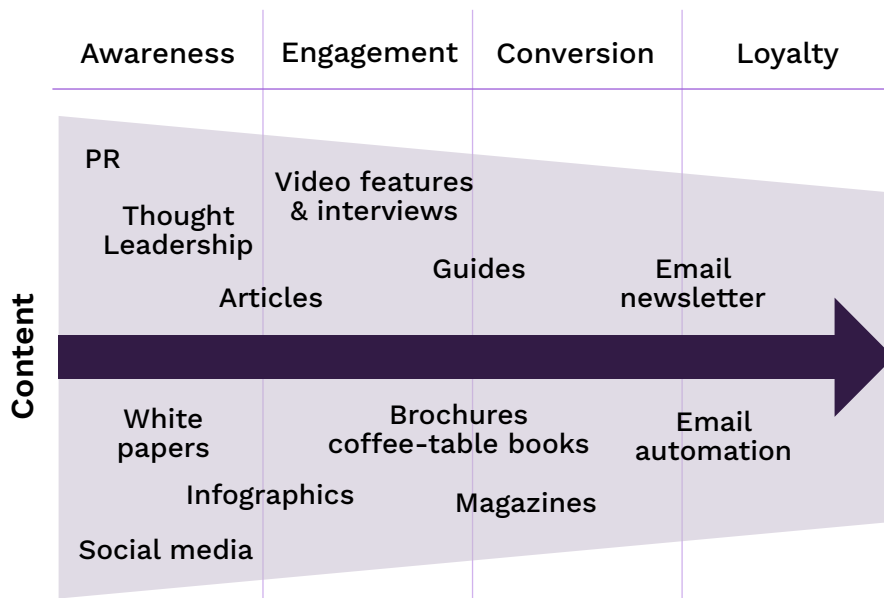 Awareness
Engagement
Conversion
Loyalty
Content
PR
Video features
& interviews
Thought
Leadership
Guides
Email
newsletter
Articles
White
papers
Brochures
coffee-table books
Email
automation
Infographics
Magazines
Social media